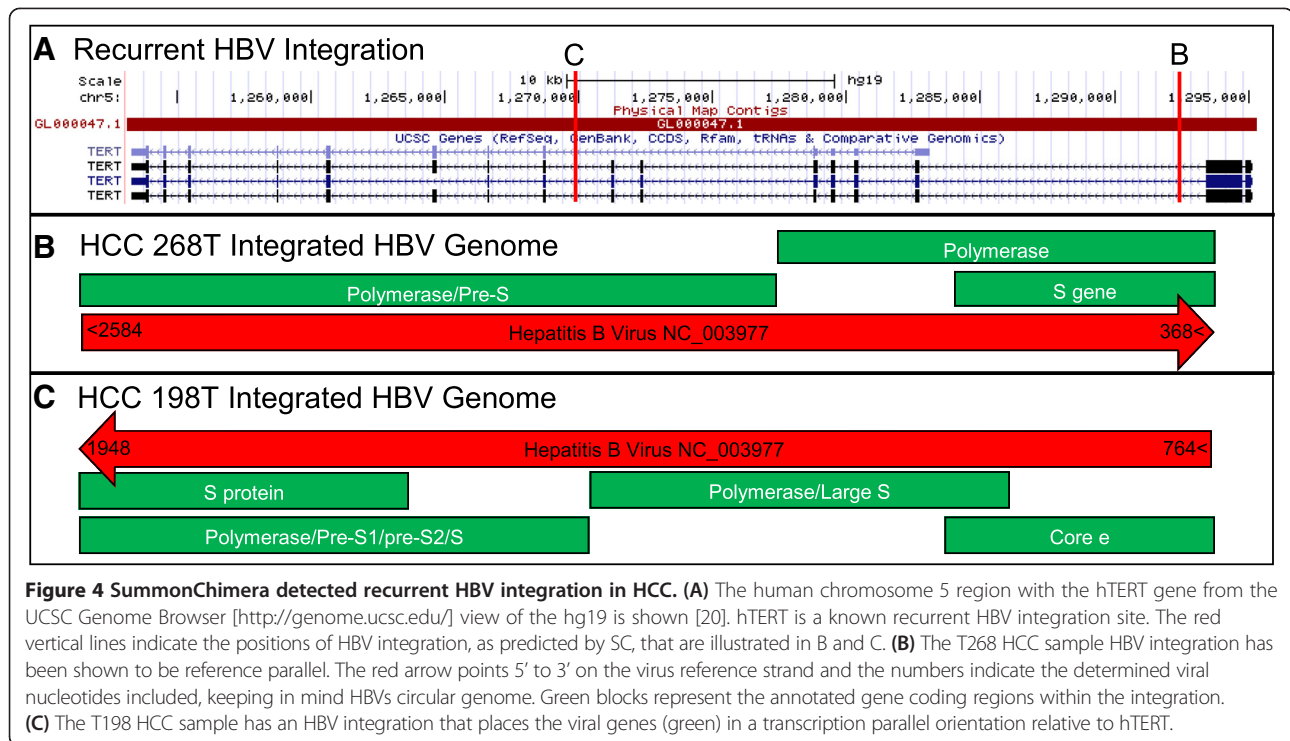 A Recurrent HBV Integration
C
B
Scale
10 kb
hg19
chr5:
1,260,000|
1,265,000|
1,270,000|
1,275,000|
1,280,000|
1,285,000|
1,290,000|
1,295,000|
Physical Map Contigs
GL000047.1
GL000047.1
UCSC Genes (RefSeq, GenBank, CCDS, Rfam, tRNAs & Comparative Genomics)
TERT
TERT
TERT
TERT
B HCC 268T Integrated HBV Genome
Polymerase
Polymerase/Pre-S
S gene
<2584
Hepatitis B Virus NC_003977
368<
C HCC 198T Integrated HBV Genome
1948
Hepatitis B Virus NC_003977
764<
S protein
Polymerase/Large S
Polymerase/Pre-S1/pre-S2/S
Core e
Figure 4 SummonChimera detected recurrent HBV integration in HCC. (A) The human chromosome 5 region with the hTERT gene from the
UCSC Genome Browser [http://genome.ucsc.edu/] view of the hg19 is shown [20]. hTERT is a known recurrent HBV integration site. The red
vertical lines indicate the positions of HBV integration, as predicted by SC, that are illustrated in B and C. (B) The T268 HCC sample HBV integration has
been shown to be reference parallel. The red arrow points 5’ to 3’ on the virus reference strand and the numbers indicate the determined viral
nucleotides included, keeping in mind HBVs circular genome. Green blocks represent the annotated gene coding regions within the integration.
(C) The T198 HCC sample has an HBV integration that places the viral genes (green) in a transcription parallel orientation relative to hTERT.